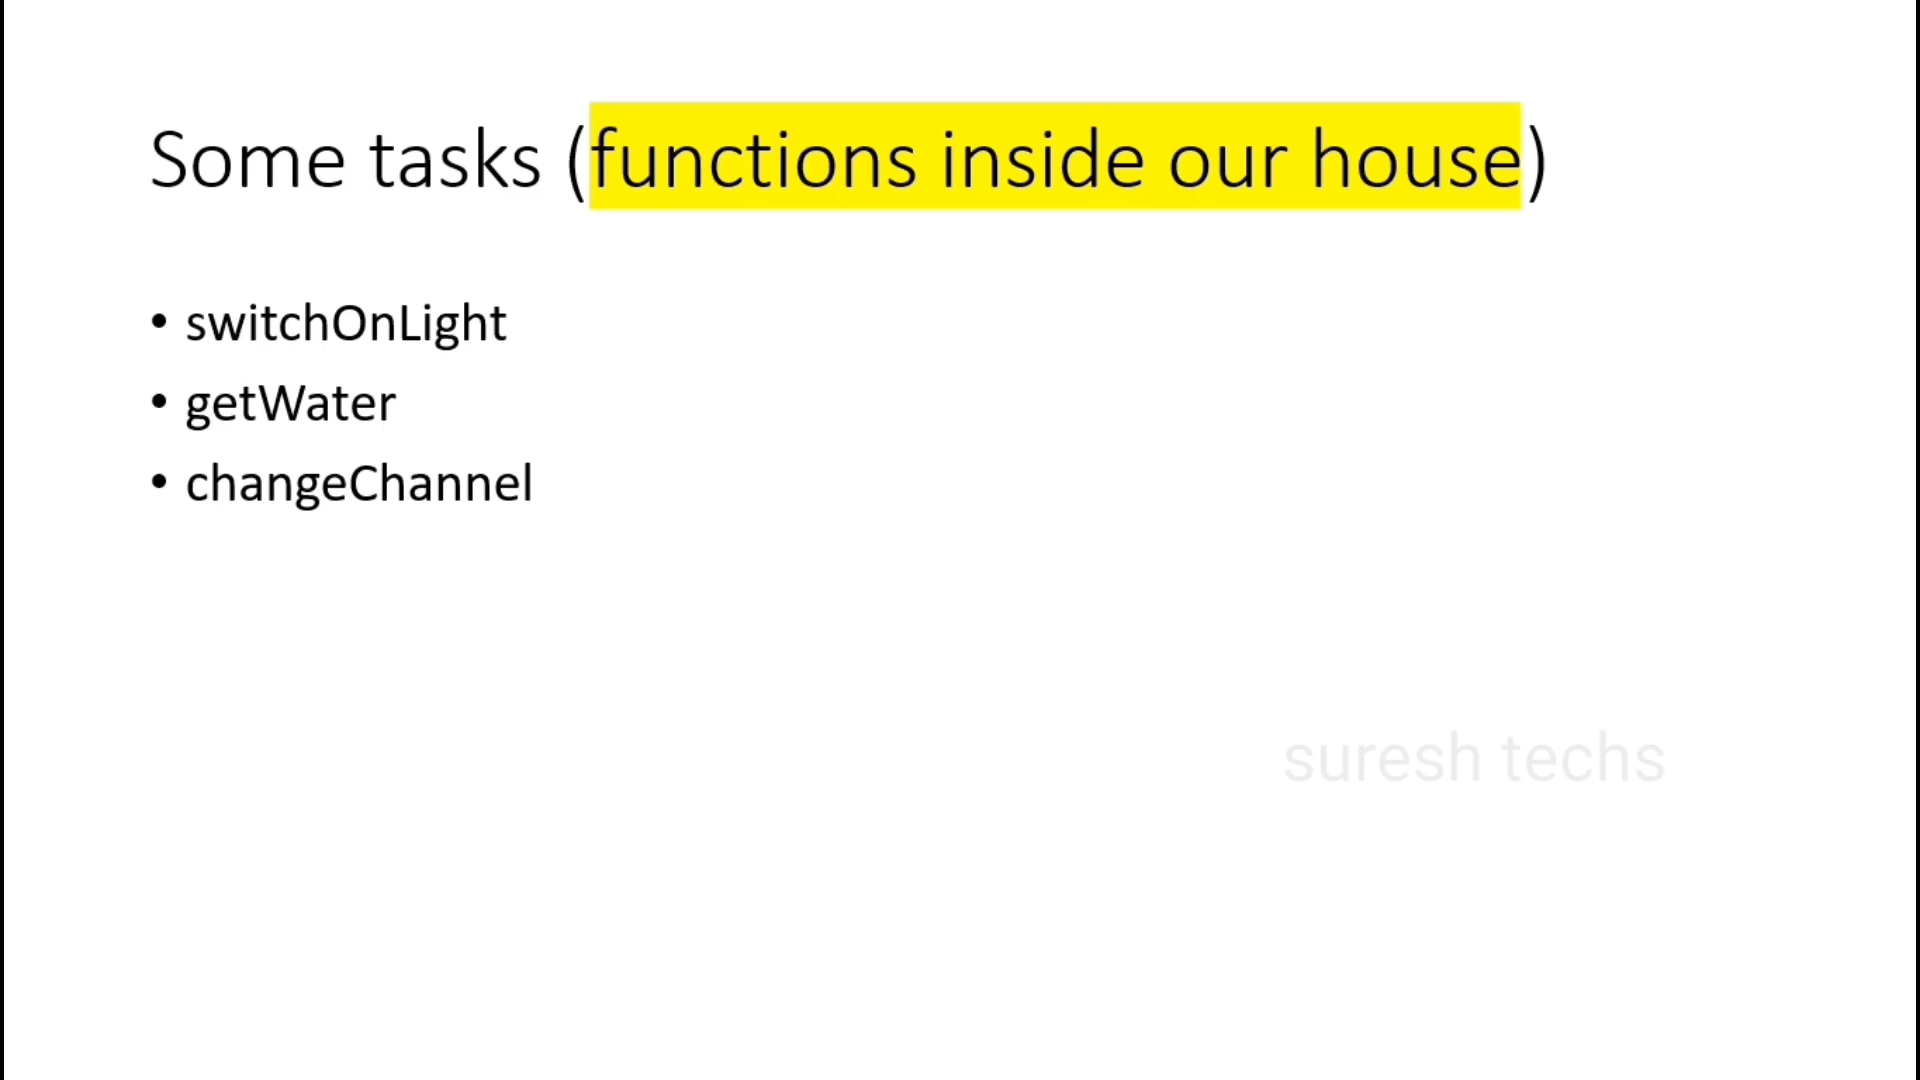 Some tasks (functions inside our house)
• switchOnLight
• getWater
• changeChannel
suresh techs